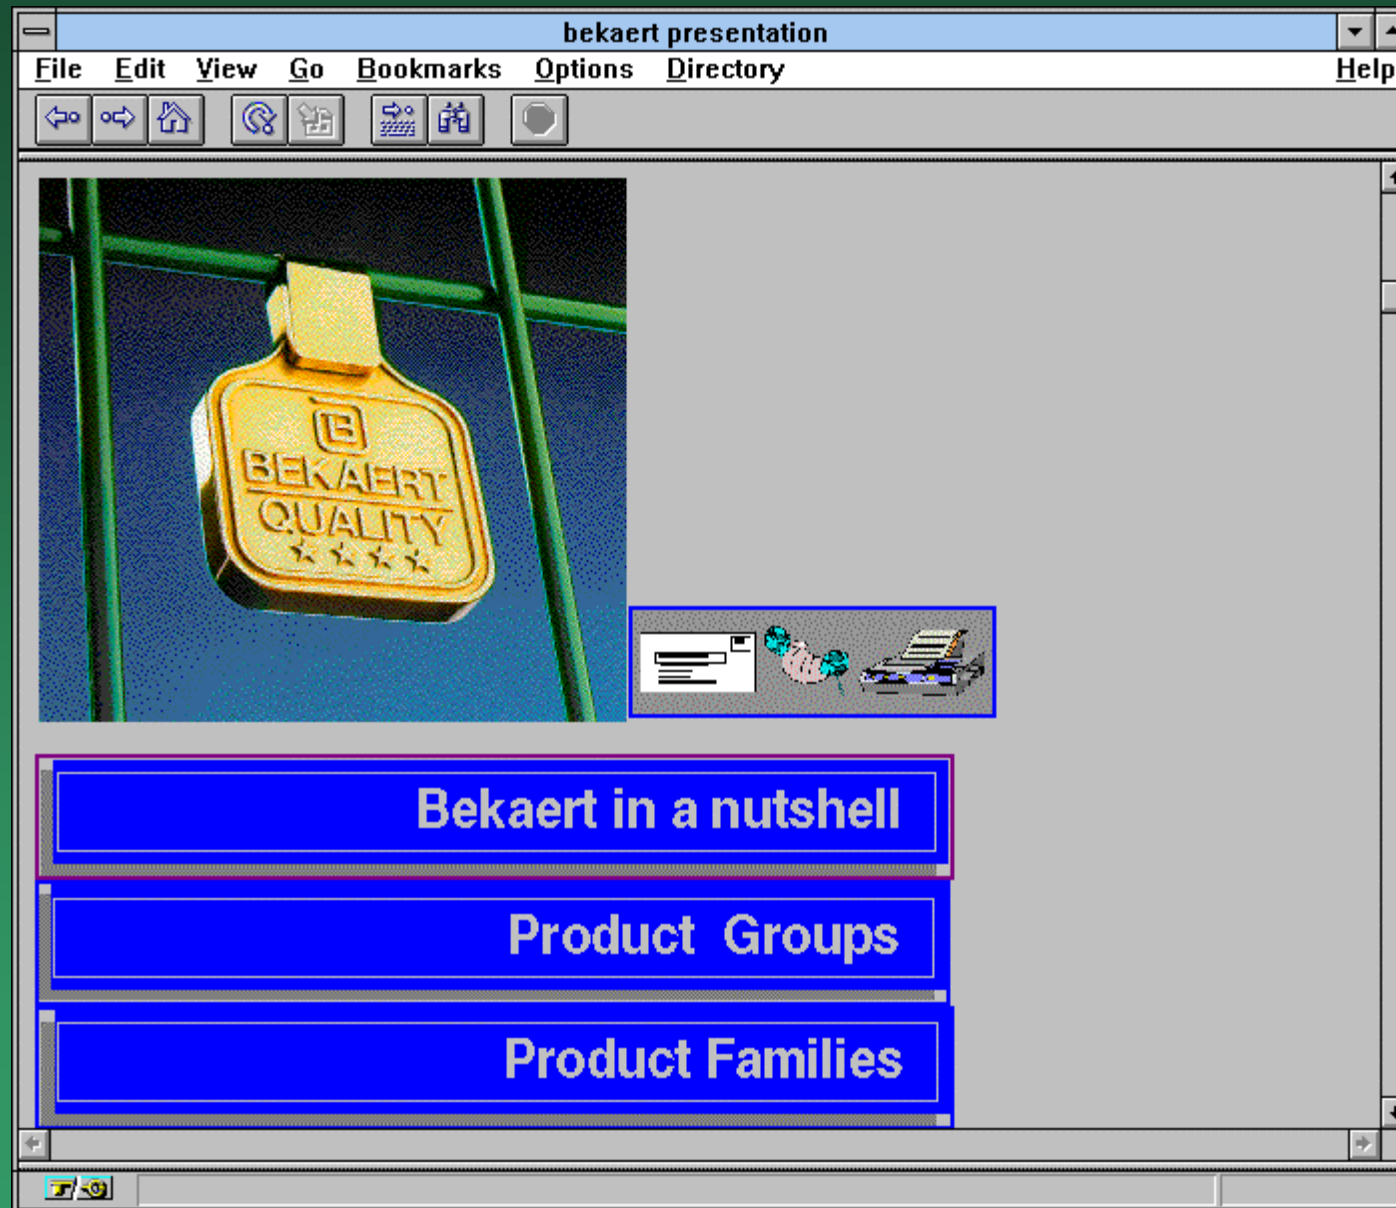 bekaert presentation
File Edit View Go Bookmarks Options Directory Help
B
BEKAERT
QUALITY
Bekaert in a nutshell
Product Groups
Product Families